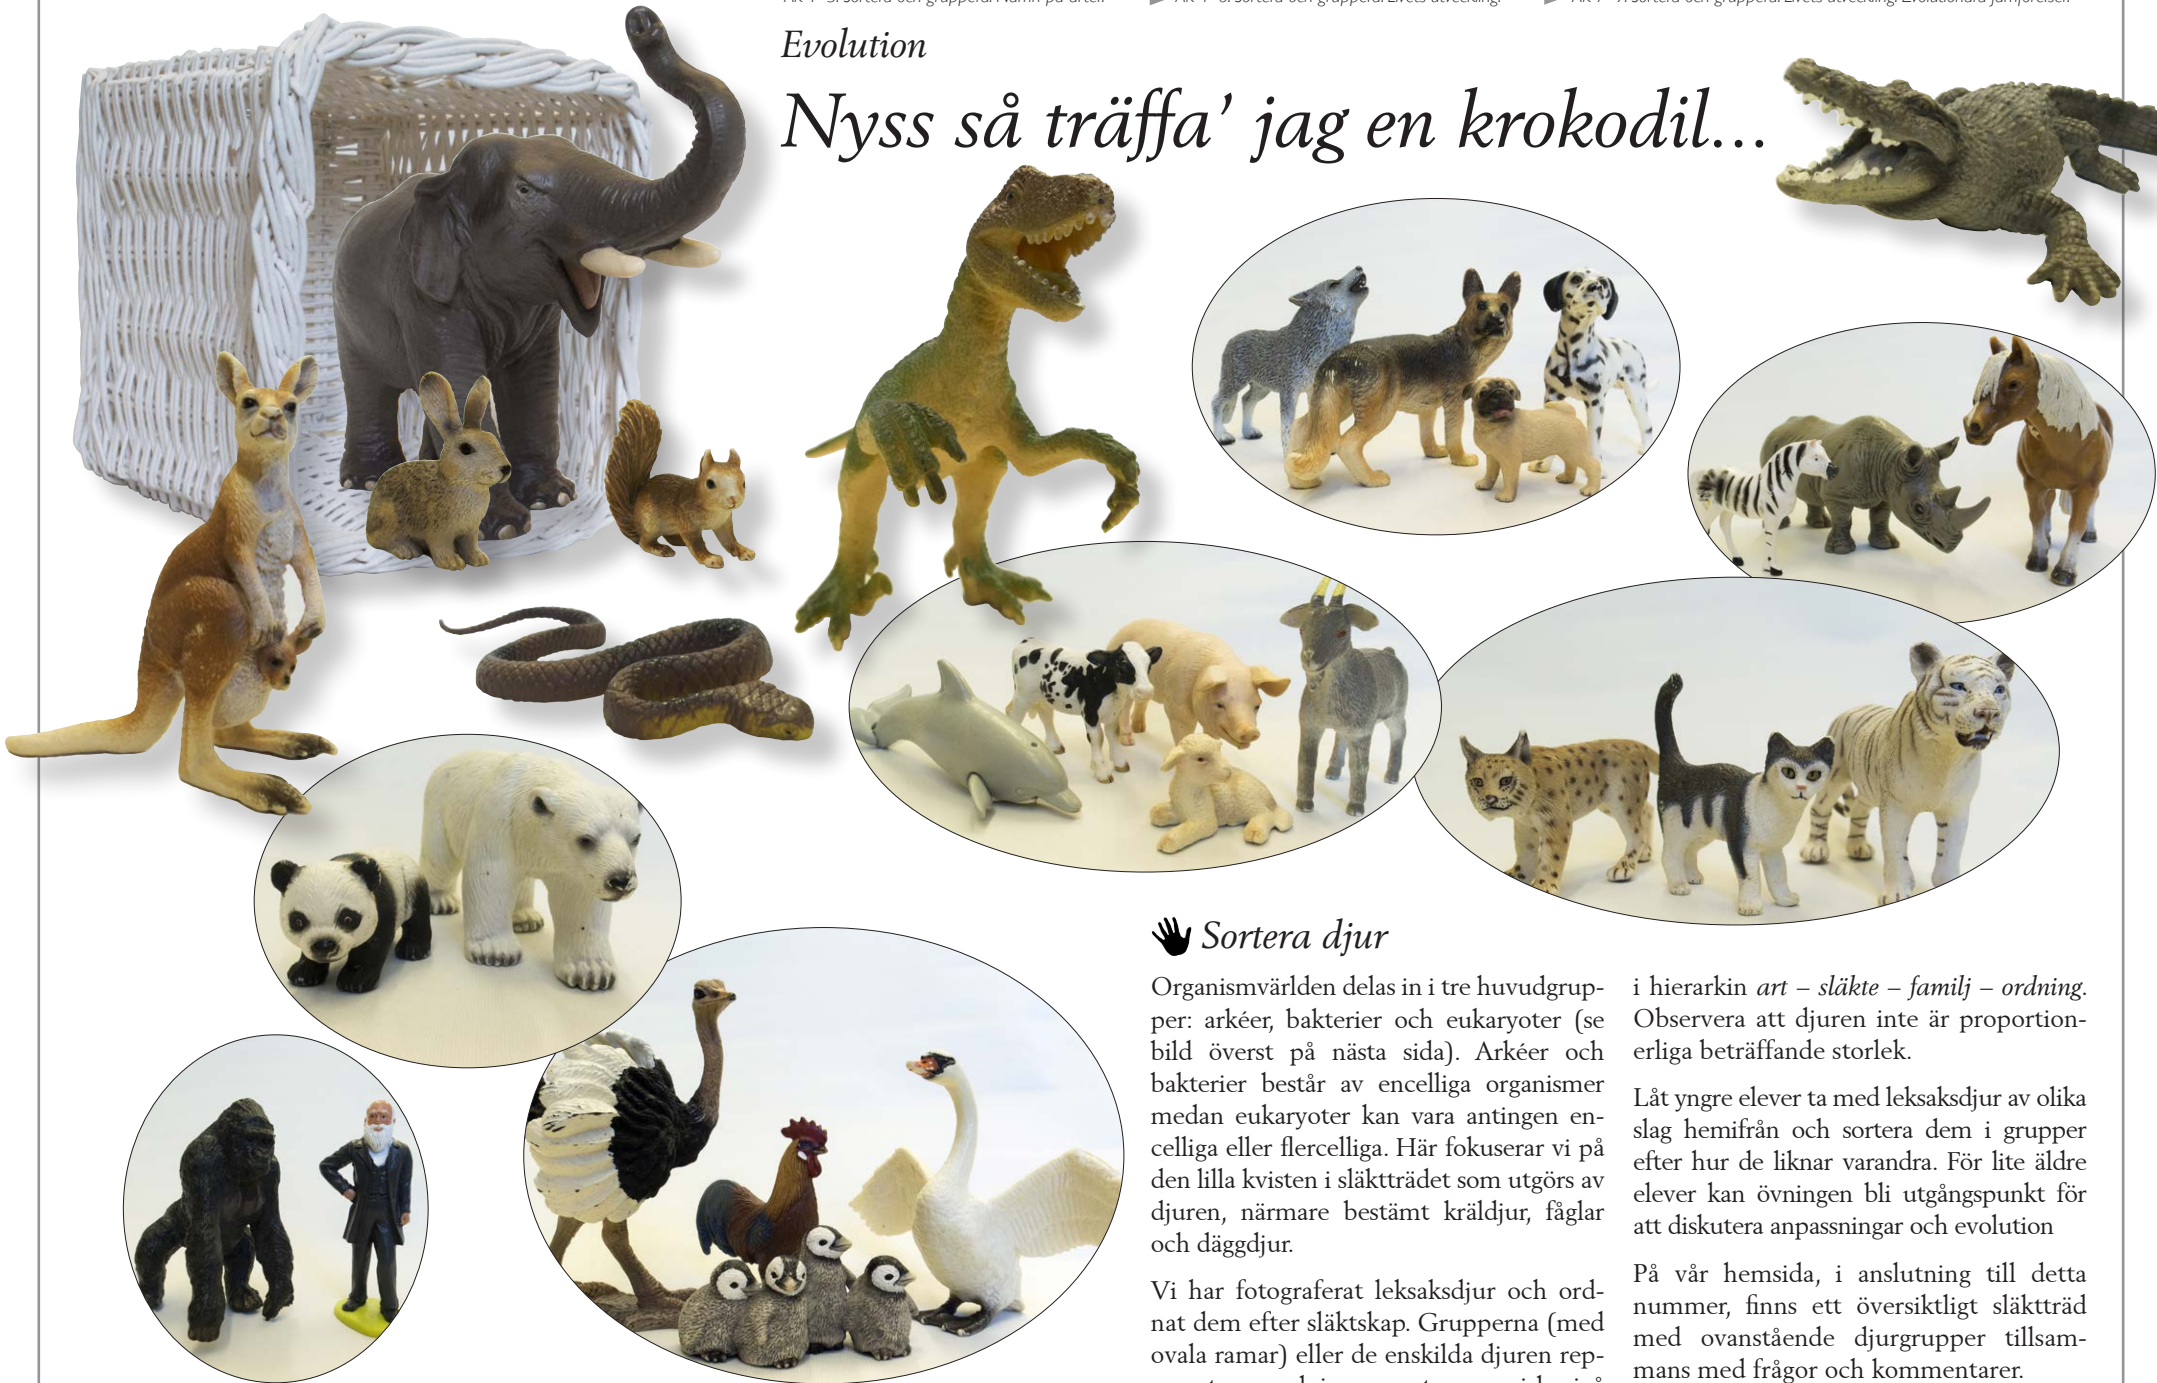 Evolution
Nyss så träffa’ jag en krokodil...
Sortera djur
Organismvärlden delas in i tre huvudgrup-
per: arkéer, bakterier och eukaryoter (se
bild överst på nästa sida). Arkéer och
bakterier består av encelliga organismer
medan eukaryoter kan vara antingen en-
celliga eller flercelliga. Här fokuserar vi på
den lilla kvisten i släktträdet som utgörs av
djuren, närmare bestämt kräldjur, fåglar
och däggdjur.
Vi har fotograferat leksaksdjur och ord-
nat dem efter släktskap. Grupperna (med
ovala ramar) eller de enskilda djuren rep-
i hierarkin art – släkte – familj – ordning.
Observera att djuren inte är proportion-
erliga beträffande storlek.
Låt yngre elever ta med leksaksdjur av olika
slag hemifrån och sortera dem i grupper
efter hur de liknar varandra. För lite äldre
elever kan övningen bli utgångspunkt för
att diskutera anpassningar och evolution
På vår hemsida, i anslutning till detta
nummer, finns ett översiktligt släktträd
med ovanstående djurgrupper tillsam-
mans med frågor och kommentarer.